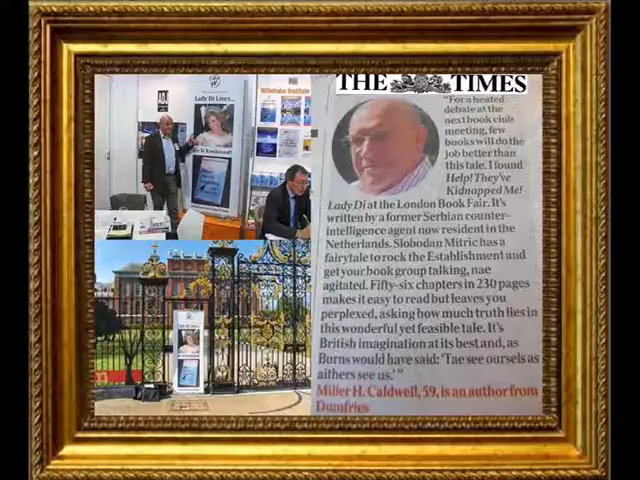 Lady Di Lives...
Willehalm Institute
THE TIMES
"For a heated
debate at the
next book club
meeting, few
books will do the
job better than
this tale. I found
Help! They've
Kidnapped Me!
Lady Di at the London Book Fair. It's
written by a former Serbian counter-
intelligence agent now resident in the
Netherlands. Slobodan Mitric has a
fairytale to rock the Establishment and
get your book group talking, nae
agitated. Fifty-six chapters in 230 pages
makes it easy to read but leaves you
perplexed, asking how much truth lies in
this wonderful yet feasible tale. It's
British imagination at its best and, as
Burns would have said: 'Tae see oursels as
aithers see us.'"
Miller H. Caldwell, 59, is an author from
Dumfries